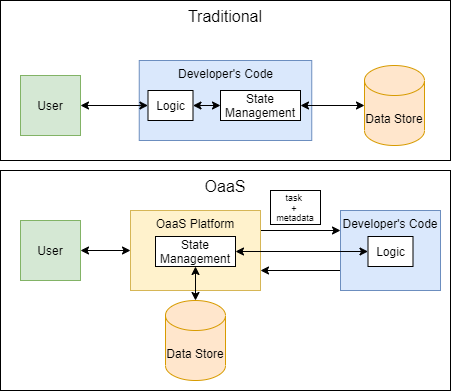 Traditional
Developer's Code
User
Logic
State
Management
Data Store
OaaS
task
+
metadata
OaaS Platform
Developer's Code
User
State
Management
Logic
Data Store